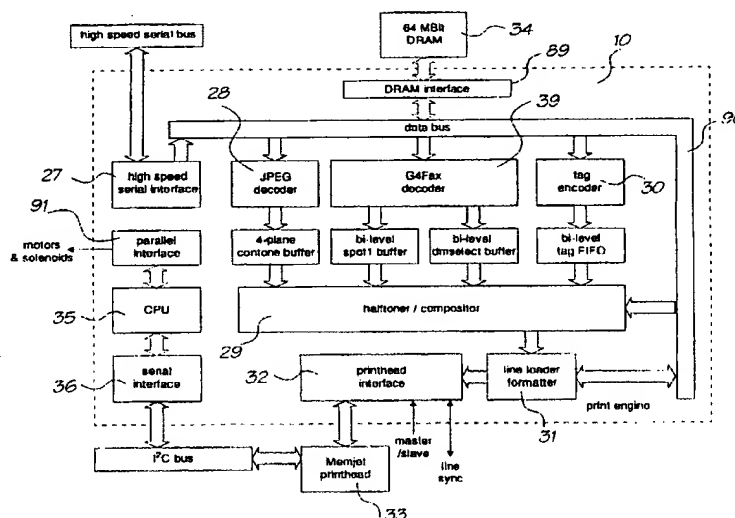 high speed serial bus
64 MBit
DRAM
34
89
10
DRAM interface
28
39
90
data bus
27
high speed
serial interface
JPEG
decoder
G4Fax
decoder
tag
encoder
30
91
motors
& solenoids
parallel
interface
4-plane
contone buffer
bi-level
spot1 buffer
bi-level
dmselect buffer
bi-level
tag FIFO
CPU
35
halftoner / compositor
29
36
serial
interface
32
printhead
interface
line loader
formatter
31
print engine
master
/slave
line
sync
I²C bus
Memjet
printhead
33